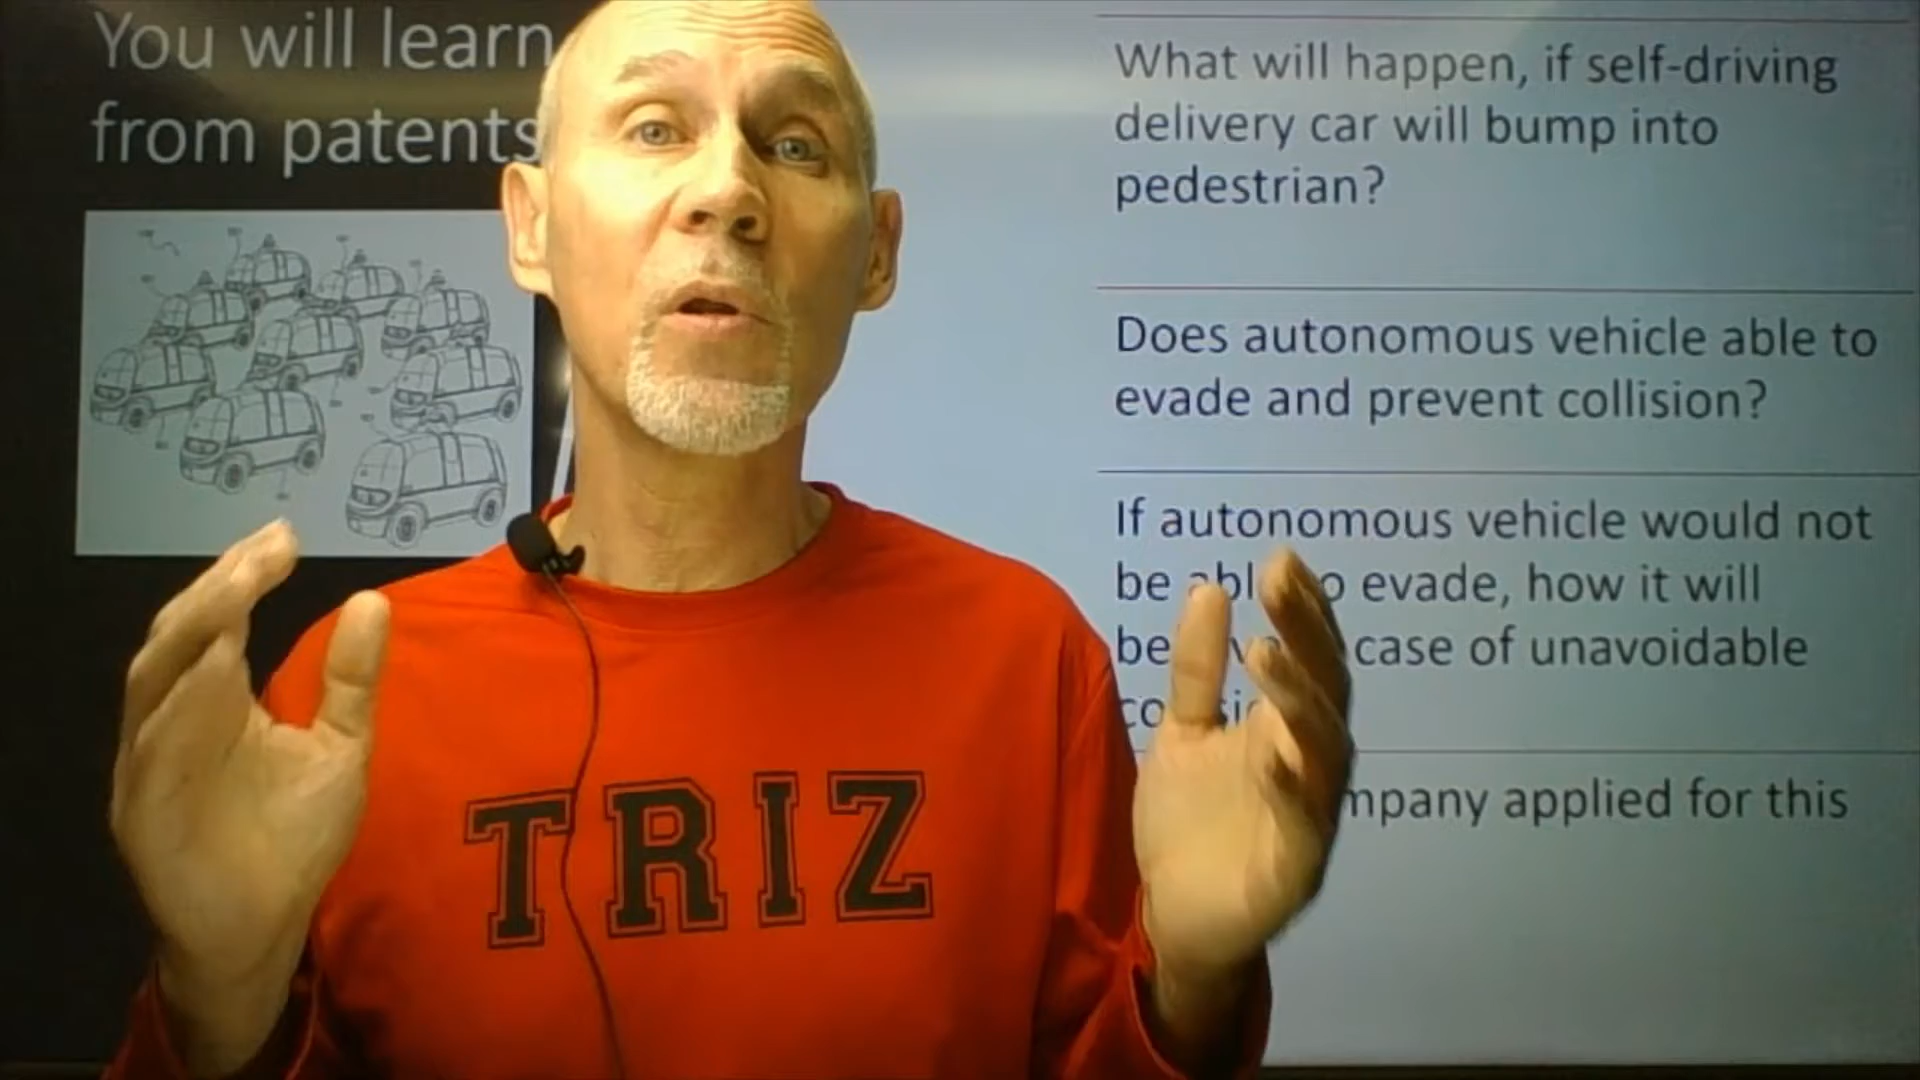 You will learn
from patents
What will happen, if self-driving
delivery car will bump into
pedestrian?
Does autonomous vehicle able to
evade and prevent collision?
If autonomous vehicle would not
be to evade, how it will
case of unavoidable
applied for this
TRIZ